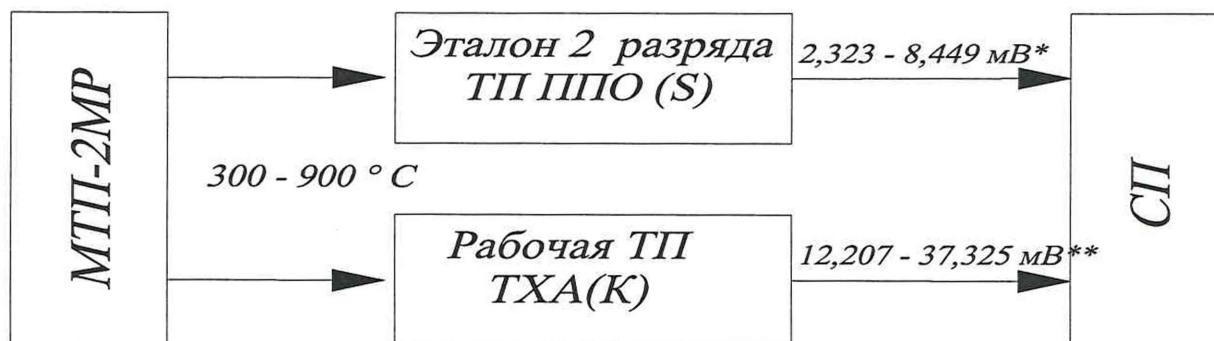 МТП-2МР
Эталон 2 разряда
ТП ППО (S)
2,323 - 8,449 мВ*
300 - 900 ° С
Рабочая ТП
ТХА(К)
12,207 - 37,325 мВ**
СП